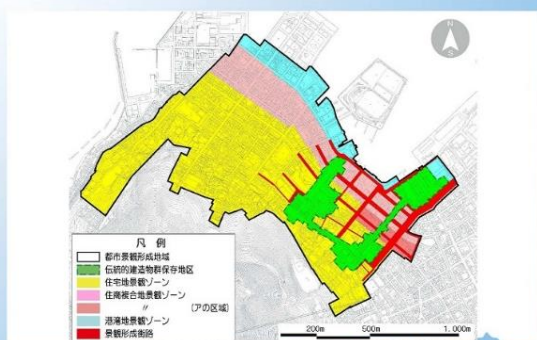 N
S
凡 例
都市景観形成地域
伝統的建造物群保存地区
住宅地景観ゾーン
住商複合地景観ゾーン
〃 (アの区域)
港湾地景観ゾーン
景観形成街路
200m 500m 1,000m